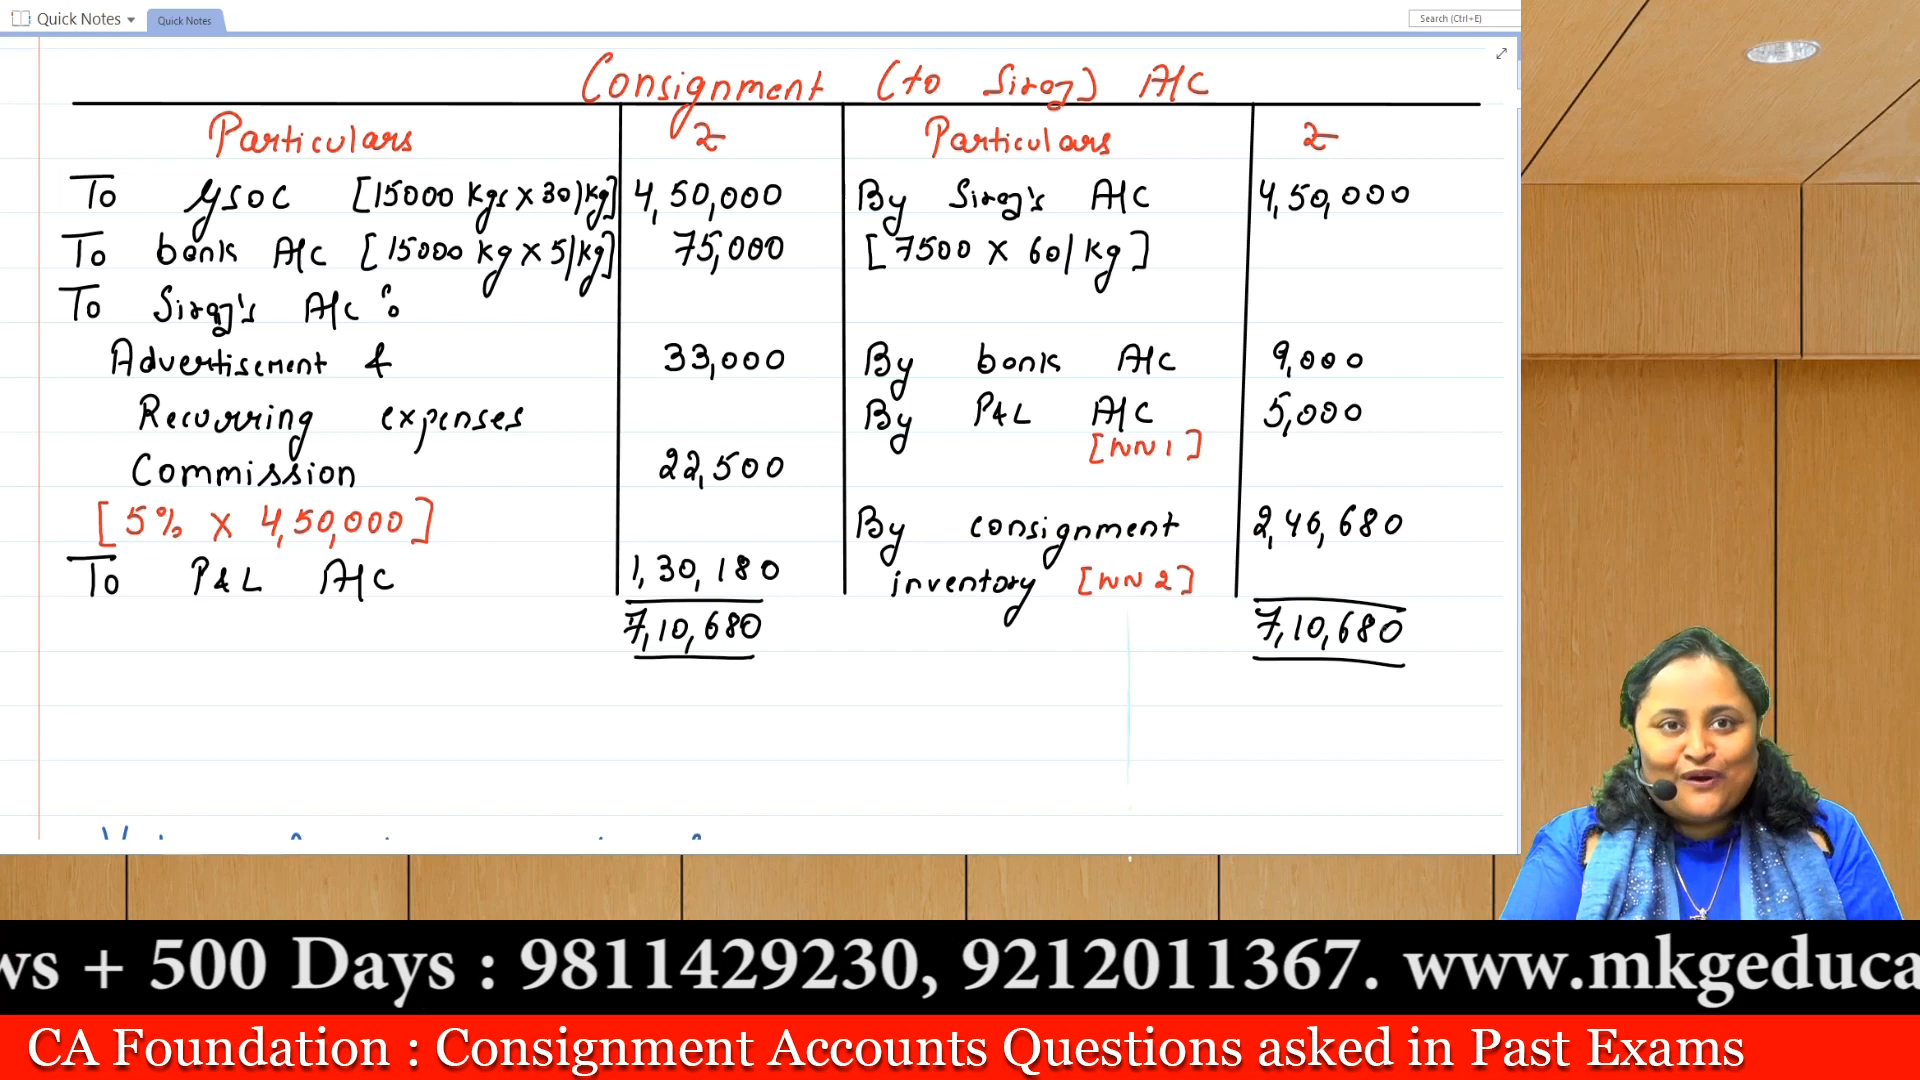 Quick Notes
Quick Notes
Search (Ctrl+E)
Consignment (to Siraj) A/C
Particulars ₹ Particulars ₹
To GSOC [15000 Kgs x 30/kg] 4,50,000 By Siraj's A/C 4,50,000
To bank A/C [15000 kg x 5/kg] 75,000 [7500 x 60/kg]
To Siraj's A/C :
Advertisement & 33,000 By bank A/C 9,000
Recurring expenses By P&L A/C 5,000
[WN1]
Commission 22,500
[5% x 4,50,000] By consignment 2,46,680
To P&L A/C 1,30,180 inventory [WN2]
7,10,680 7,10,680
ws + 500 Days : 9811429230, 9212011367. www.mkgeduca
CA Foundation : Consignment Accounts Questions asked in Past Exams